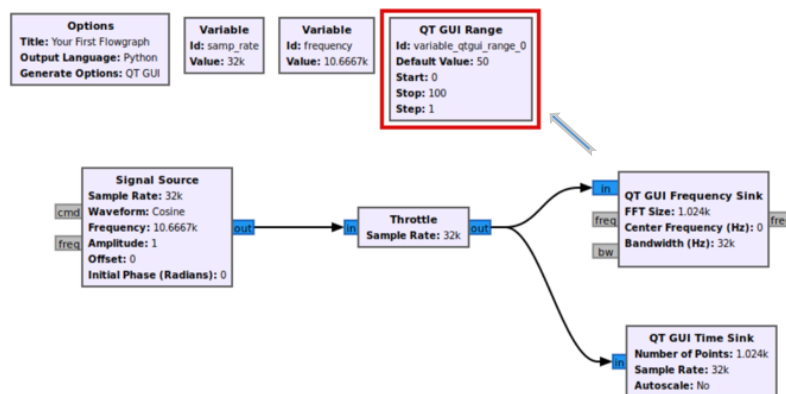 Options
Title: Your First Flowgraph
Output Language: Python
Generate Options: QT GUI
Variable
Id: samp_rate
Value: 32k
Variable
Id: frequency
Value: 10.6667k
QT GUI Range
Id: variable_qtgui_range_0
Default Value: 50
Start: 0
Stop: 100
Step: 1
Signal Source
Sample Rate: 32k
Waveform: Cosine
Frequency: 10.6667k
Amplitude: 1
Offset: 0
Initial Phase (Radians): 0
cmd
freq
out
in
Throttle
Sample Rate: 32k
out
in
freq
bw
QT GUI Frequency Sink
FFT Size: 1.024k
Center Frequency (Hz): 0
Bandwidth (Hz): 32k
fre
in
QT GUI Time Sink
Number of Points: 1.024k
Sample Rate: 32k
Autoscale: No